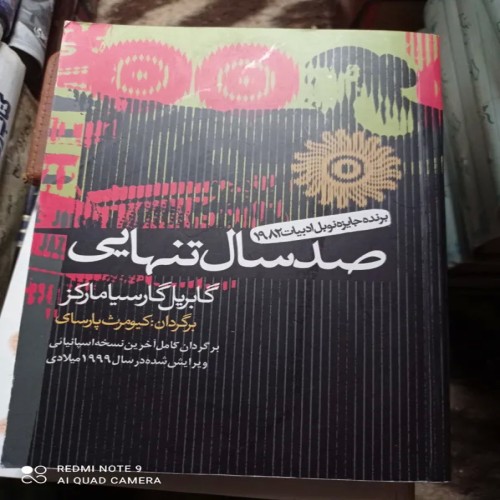 برنده جایزه نوبل ادبیات ۱۹۸۲
صد سال تنهایی
گابریل گارسیا مارکز
برگردان: کیومرث پارسای
برگردان کامل آخرین نسخه اسپانیایی
ویرایش شده در سال ۱۹۹۹ میلادی
REDMI NOTE 9
AI QUAD CAMERA